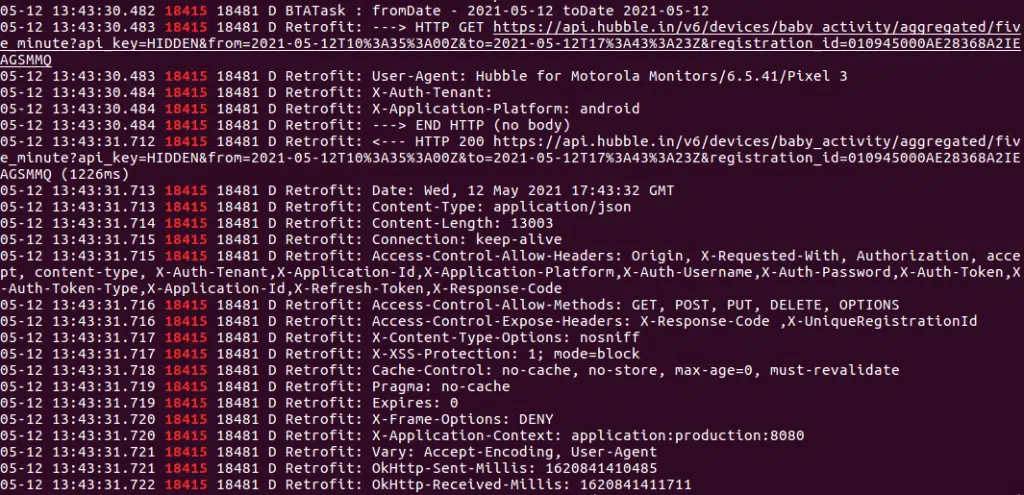 05-12 13:43:30.482 18415 18481 D BTATask : fromDate - 2021-05-12 toDate 2021-05-12
05-12 13:43:30.483 18415 18481 D Retrofit: ---> HTTP GET https://api.hubble.in/v6/devices/baby_activity/aggregated/fiv
e_minute?api_key=HIDDEN&from=2021-05-12T10%3A35%3A00Z&to=2021-05-12T17%3A43%3A23Z&registration_id=010945000AE28368A2IE
AGSMMQ
05-12 13:43:30.483 18415 18481 D Retrofit: User-Agent: Hubble for Motorola Monitors/6.5.41/Pixel 3
05-12 13:43:30.484 18415 18481 D Retrofit: X-Auth-Tenant:
05-12 13:43:30.484 18415 18481 D Retrofit: X-Application-Platform: android
05-12 13:43:30.484 18415 18481 D Retrofit: ---> END HTTP (no body)
05-12 13:43:31.712 18415 18481 D Retrofit: <--- HTTP 200 https://api.hubble.in/v6/devices/baby_activity/aggregated/fiv
e_minute?api_key=HIDDEN&from=2021-05-12T10%3A35%3A00Z&to=2021-05-12T17%3A43%3A23Z&registration_id=010945000AE28368A2IE
AGSMMQ (1226ms)
05-12 13:43:31.713 18415 18481 D Retrofit: Date: Wed, 12 May 2021 17:43:32 GMT
05-12 13:43:31.713 18415 18481 D Retrofit: Content-Type: application/json
05-12 13:43:31.714 18415 18481 D Retrofit: Content-Length: 13003
05-12 13:43:31.715 18415 18481 D Retrofit: Connection: keep-alive
05-12 13:43:31.715 18415 18481 D Retrofit: Access-Control-Allow-Headers: Origin, X-Requested-With, Authorization, acce
pt, content-type, X-Auth-Tenant,X-Application-Id,X-Application-Platform,X-Auth-Username,X-Auth-Password,X-Auth-Token,X
-Auth-Token-Type,X-Application-Id,X-Refresh-Token,X-Response-Code
05-12 13:43:31.716 18415 18481 D Retrofit: Access-Control-Allow-Methods: GET, POST, PUT, DELETE, OPTIONS
05-12 13:43:31.716 18415 18481 D Retrofit: Access-Control-Expose-Headers: X-Response-Code ,X-UniqueRegistrationId
05-12 13:43:31.717 18415 18481 D Retrofit: X-Content-Type-Options: nosniff
05-12 13:43:31.717 18415 18481 D Retrofit: X-XSS-Protection: 1; mode=block
05-12 13:43:31.718 18415 18481 D Retrofit: Cache-Control: no-cache, no-store, max-age=0, must-revalidate
05-12 13:43:31.719 18415 18481 D Retrofit: Pragma: no-cache
05-12 13:43:31.719 18415 18481 D Retrofit: Expires: 0
05-12 13:43:31.720 18415 18481 D Retrofit: X-Frame-Options: DENY
05-12 13:43:31.720 18415 18481 D Retrofit: X-Application-Context: application:production:8080
05-12 13:43:31.721 18415 18481 D Retrofit: Vary: Accept-Encoding, User-Agent
05-12 13:43:31.721 18415 18481 D Retrofit: OkHttp-Sent-Millis: 1620841410485
05-12 13:43:31.722 18415 18481 D Retrofit: OkHttp-Received-Millis: 1620841411711